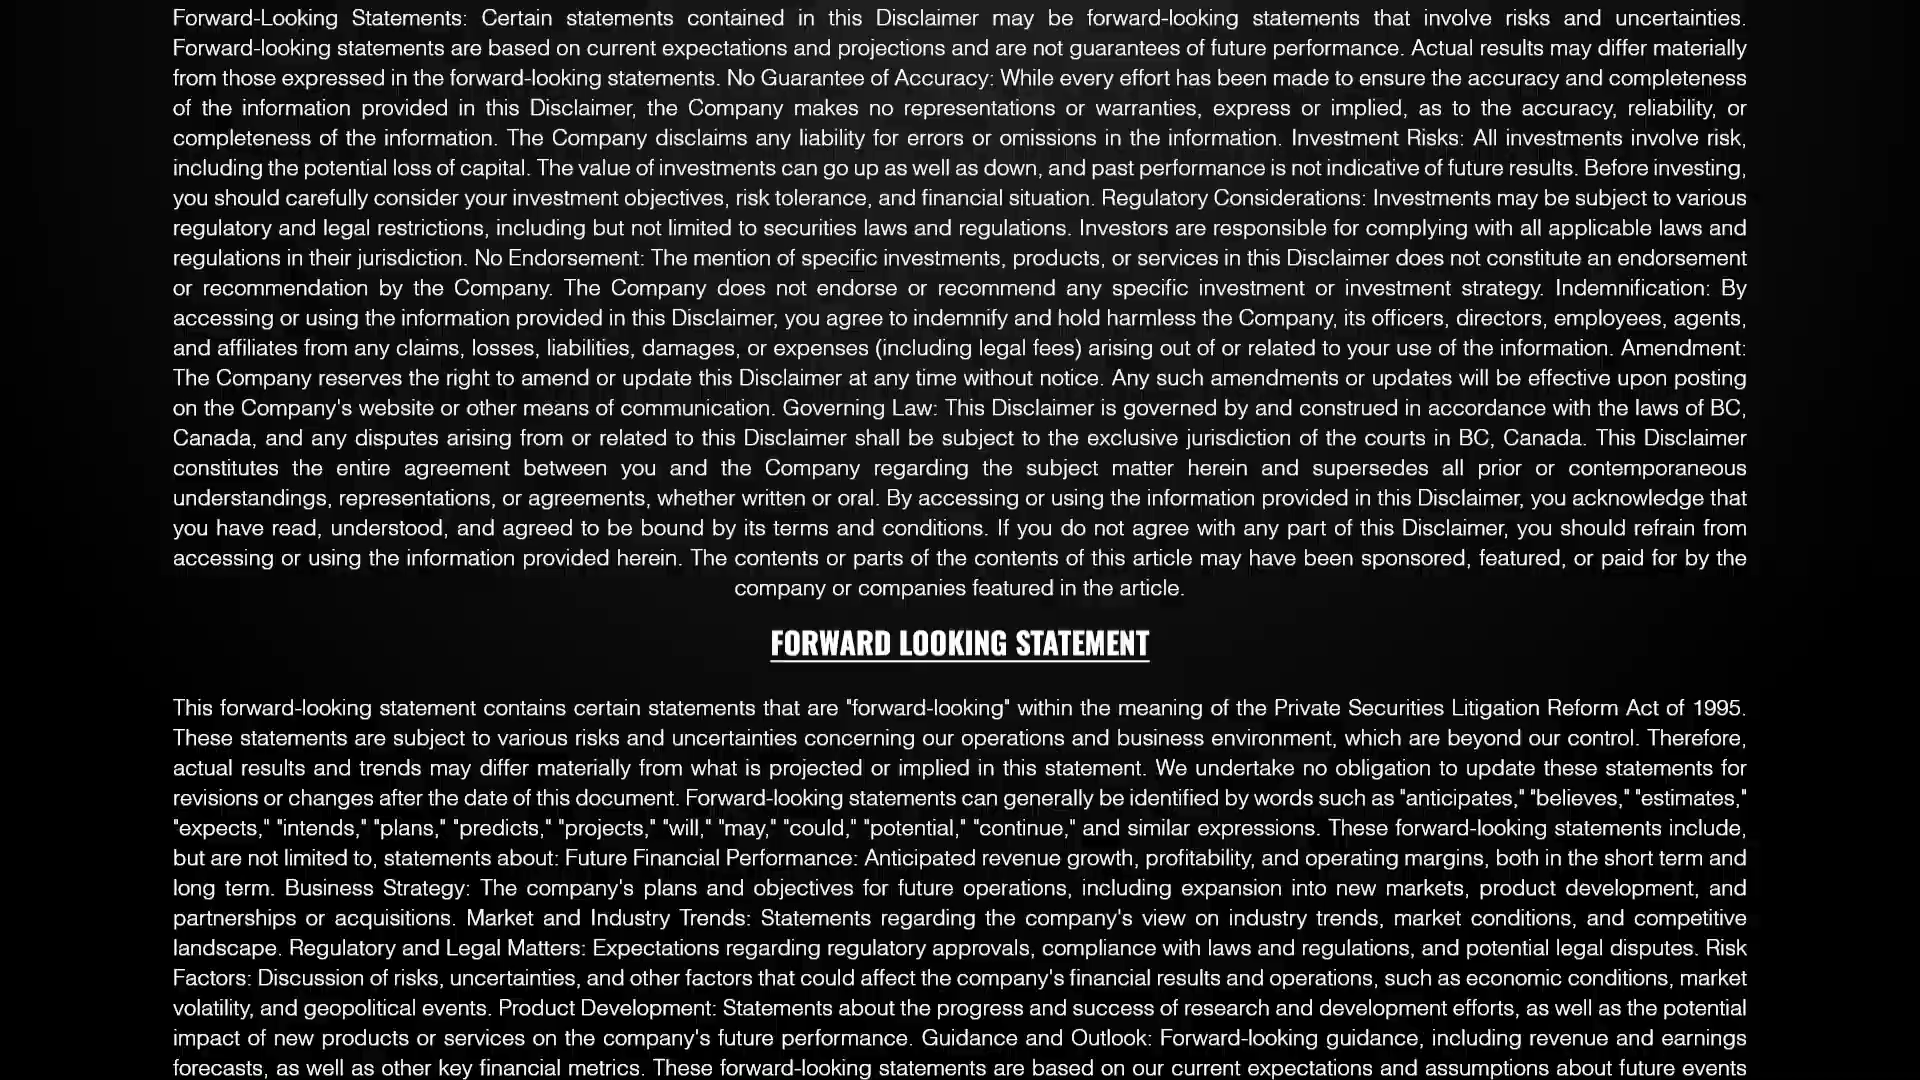 Forward-Looking Statements: Certain statements contained in this Disclaimer may be forward-looking statements that involve risks and uncertainties.
Forward-looking statements are based on current expectations and projections and are not guarantees of future performance. Actual results may differ materially
from those expressed in the forward-looking statements. No Guarantee of Accuracy: While every effort has been made to ensure the accuracy and completeness
of the information provided in this Disclaimer, the Company makes no representations or warranties, express or implied, as to the accuracy, reliability, or
completeness of the information. The Company disclaims any liability for errors or omissions in the information. Investment Risks: All investments involve risk,
including the potential loss of capital. The value of investments can go up as well as down, and past performance is not indicative of future results. Before investing,
you should carefully consider your investment objectives, risk tolerance, and financial situation. Regulatory Considerations: Investments may be subject to various
regulatory and legal restrictions, including but not limited to securities laws and regulations. Investors are responsible for complying with all applicable laws and
regulations in their jurisdiction. No Endorsement: The mention of specific investments, products, or services in this Disclaimer does not constitute an endorsement
or recommendation by the Company. The Company does not endorse or recommend any specific investment or investment strategy. Indemnification: By
accessing or using the information provided in this Disclaimer, you agree to indemnify and hold harmless the Company, its officers, directors, employees, agents,
and affiliates from any claims, losses, liabilities, damages, or expenses (including legal fees) arising out of or related to your use of the information. Amendment:
The Company reserves the right to amend or update this Disclaimer at any time without notice. Any such amendments or updates will be effective upon posting
on the Company's website or other means of communication. Governing Law: This Disclaimer is governed by and construed in accordance with the laws of BC,
Canada, and any disputes arising from or related to this Disclaimer shall be subject to the exclusive jurisdiction of the courts in BC, Canada. This Disclaimer
constitutes the entire agreement between you and the Company regarding the subject matter herein and supersedes all prior or contemporaneous
understandings, representations, or agreements, whether written or oral. By accessing or using the information provided in this Disclaimer, you acknowledge that
you have read, understood, and agreed to be bound by its terms and conditions. If you do not agree with any part of this Disclaimer, you should refrain from
accessing or using the information provided herein. The contents or parts of the contents of this article may have been sponsored, featured, or paid for by the
company or companies featured in the article.
FORWARD LOOKING STATEMENT
This forward-looking statement contains certain statements that are "forward-looking" within the meaning of the Private Securities Litigation Reform Act of 1995.
These statements are subject to various risks and uncertainties concerning our operations and business environment, which are beyond our control. Therefore,
actual results and trends may differ materially from what is projected or implied in this statement. We undertake no obligation to update these statements for
revisions or changes after the date of this document. Forward-looking statements can generally be identified by words such as "anticipates," "believes," "estimates,"
"expects," "intends," "plans," "predicts," "projects," "will," "may," "could," "potential," "continue," and similar expressions. These forward-looking statements include,
but are not limited to, statements about: Future Financial Performance: Anticipated revenue growth, profitability, and operating margins, both in the short term and
long term. Business Strategy: The company's plans and objectives for future operations, including expansion into new markets, product development, and
partnerships or acquisitions. Market and Industry Trends: Statements regarding the company's view on industry trends, market conditions, and competitive
landscape. Regulatory and Legal Matters: Expectations regarding regulatory approvals, compliance with laws and regulations, and potential legal disputes. Risk
Factors: Discussion of risks, uncertainties, and other factors that could affect the company's financial results and operations, such as economic conditions, market
volatility, and geopolitical events. Product Development: Statements about the progress and success of research and development efforts, as well as the potential
impact of new products or services on the company's future performance. Guidance and Outlook: Forward-looking guidance, including revenue and earnings
forecasts, as well as other key financial metrics. These forward-looking statements are based on our current expectations and assumptions about future events